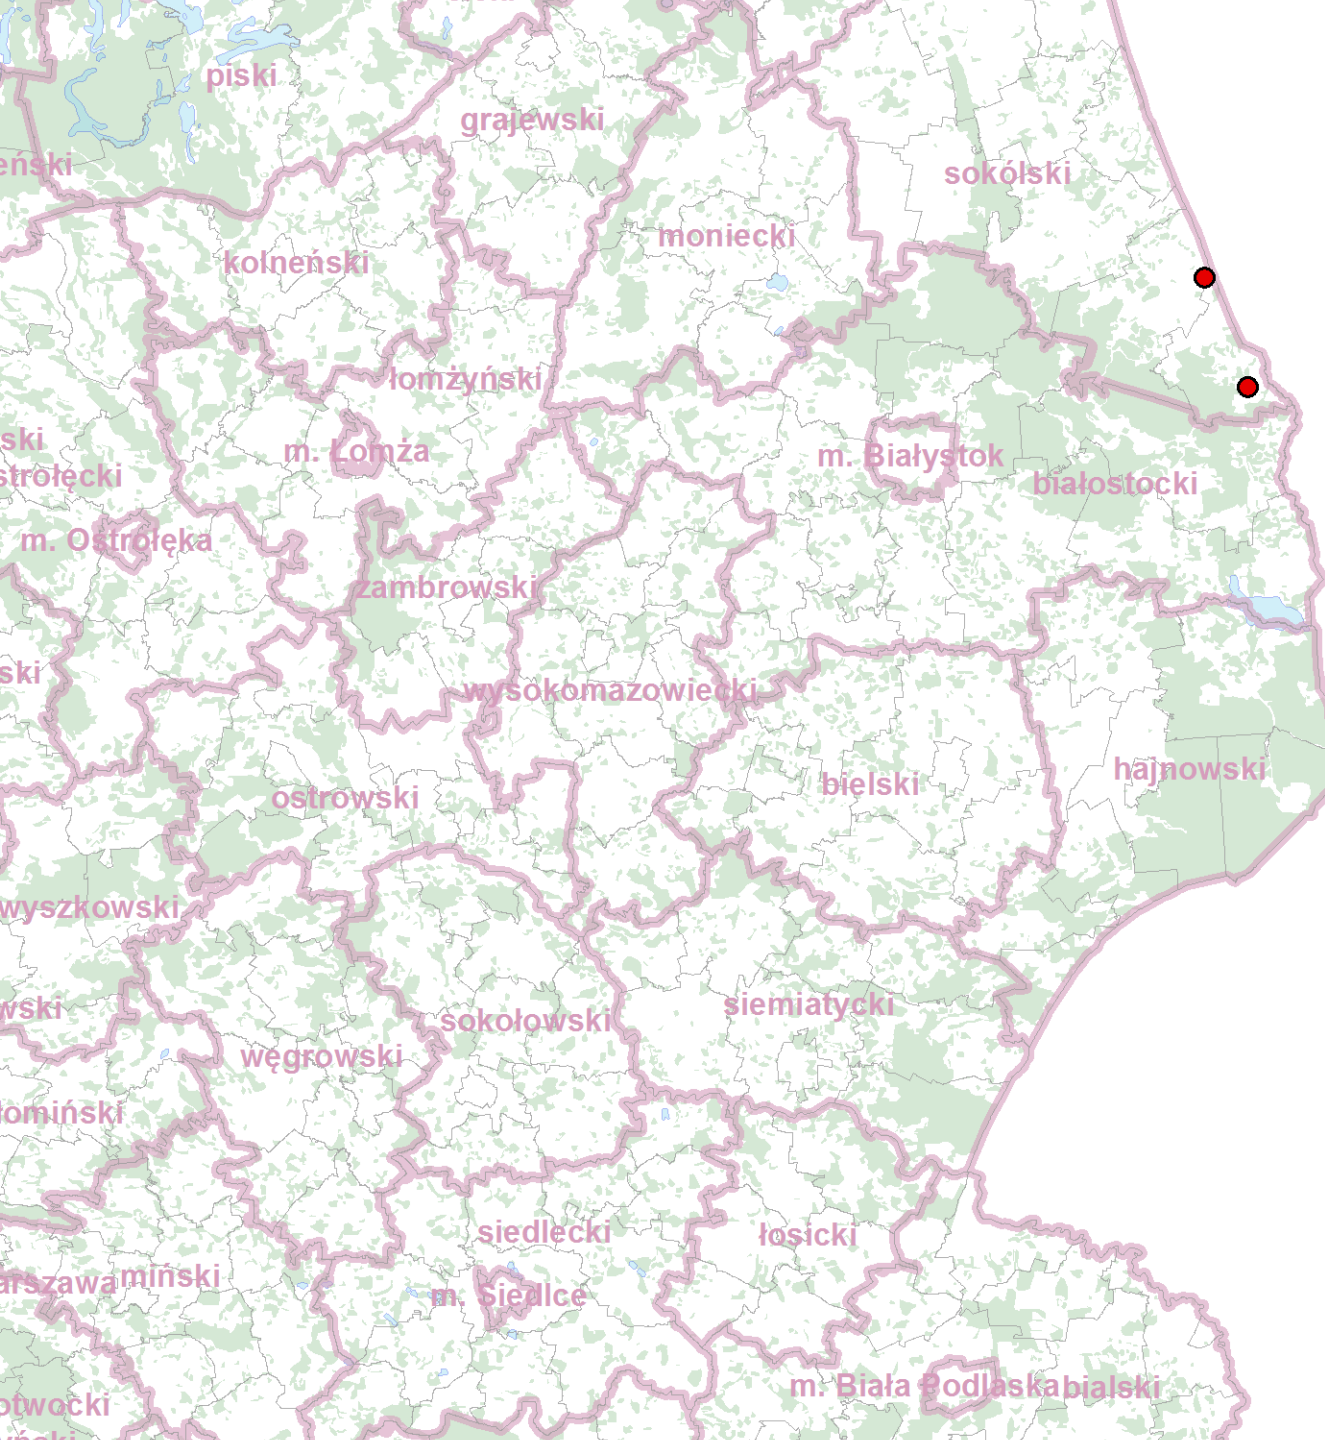 piski
grajewski
eński
sokólski
moniecki
kolneński
łomżyński
ski
m. Łomża
m. Białystok
strołęcki
białostocki
m. Ostrołęka
zambrowski
ski
wysokomazowiecki
hajnowski
bielski
ostrowski
wyszkowski
siemiatycki
wski
sokołowski
węgrowski
łomiński
siedlecki
łosicki
arszawa
miński
m. Siedlce
m. Biała Podlaska
bialski
otwocki